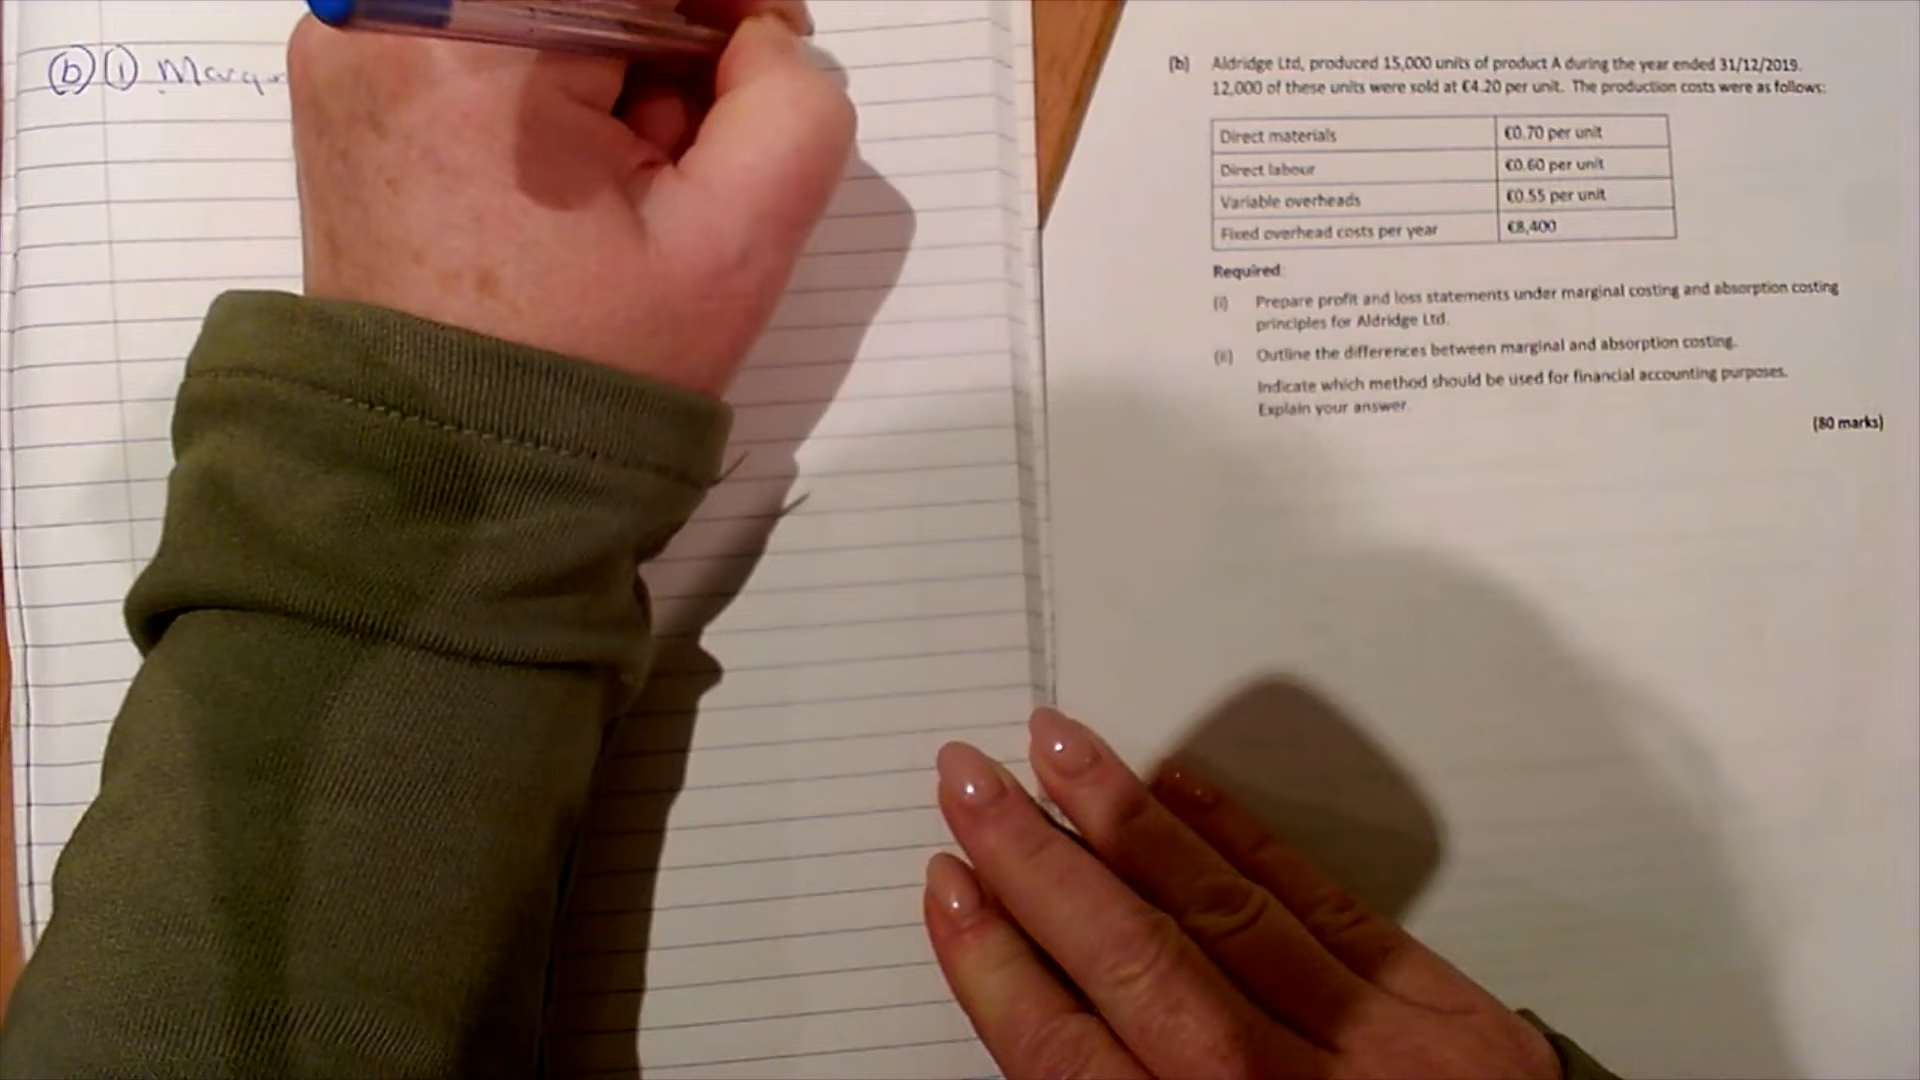 (b) (i) Margin
(b) Aldridge Ltd, produced 15,000 units of product A during the year ended 31/12/2019.
12,000 of these units were sold at €4.20 per unit. The production costs were as follows:
Direct materials €0.70 per unit
Direct labour €0.60 per unit
Variable overheads €0.55 per unit
Fixed overhead costs per year €8,400
Required:
(i) Prepare profit and loss statements under marginal costing and absorption costing
principles for Aldridge Ltd.
(ii) Outline the differences between marginal and absorption costing.
Indicate which method should be used for financial accounting purposes.
Explain your answer.
(80 marks)